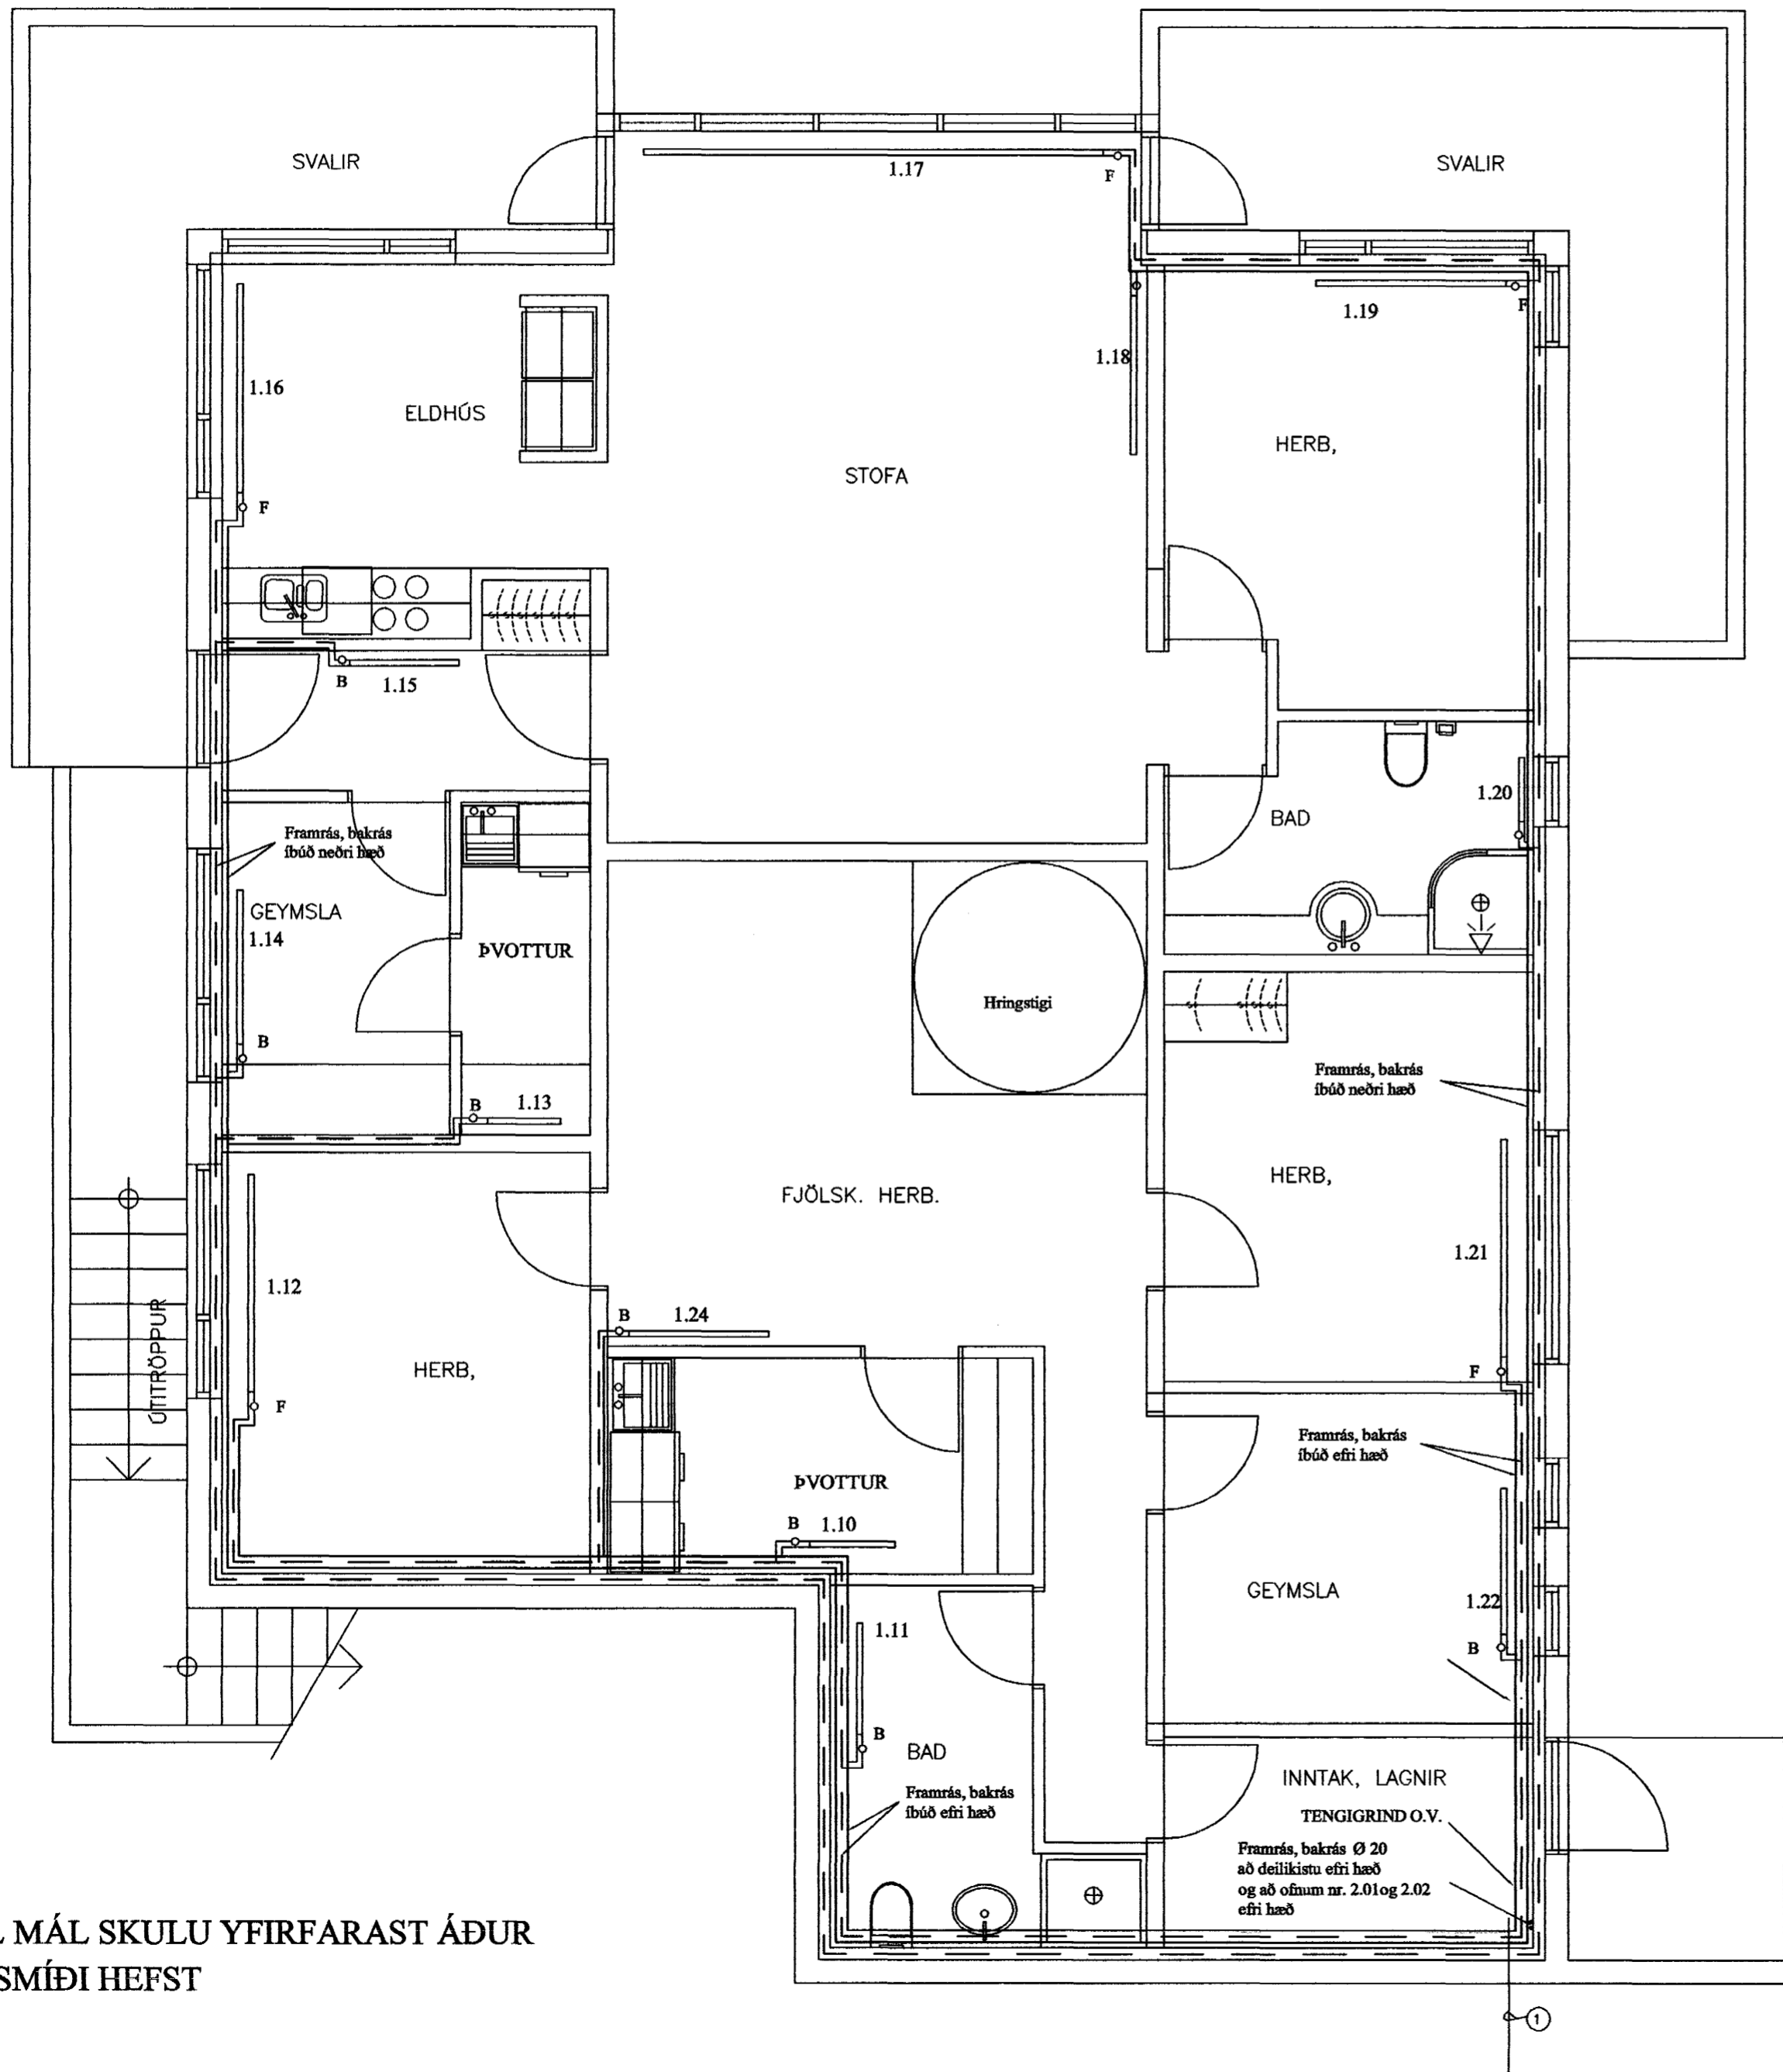 SVALIR
SVALIR
1.17
F
1.19
F
1.18
1.16
ELDHÚS
HERB,
STOFA
F
B
1.15
1.20
BAD
Framrás, bakrás
íbúð neðri hæð
GEYMSLA
1.14
ÞVOTTUR
Hringstigi
B
Framrás, bakrás
íbúð neðri hæð
B
1.13
HERB,
FJÖLSK. HERB.
1.21
1.12
B
1.24
ÚTITRÖPPUR
HERB,
F
F
Framrás, bakrás
íbúð efri hæð
ÞVOTTUR
B
1.10
GEYMSLA
1.22
1.11
B
B
BAD
INNTAK, LAGNIR
Framrás, bakrás
íbúð efri hæð
TENGIGRIND O.V.
Framrás, bakrás Ø 20
að deilikistu efri hæð
og að ofnum nr. 2.01og 2.02
efri hæð
MÁL SKULU YFIRFARAST ÁÐUR
SMÍÐI HEFST
1